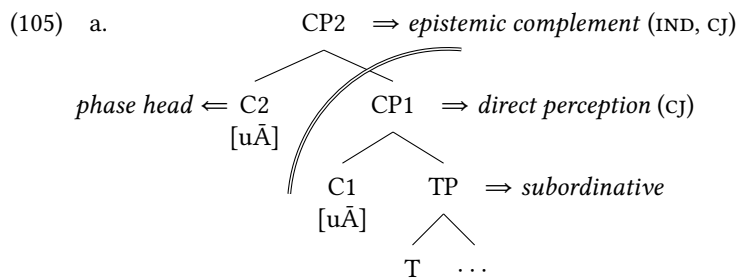 (105) a. CP2 ⇒ epistemic complement (IND, CJ)
phase head ⇐ C2 CP1 ⇒ direct perception (CJ)
[uĀ]
C1 TP ⇒ subordinative
[uĀ]
T ...